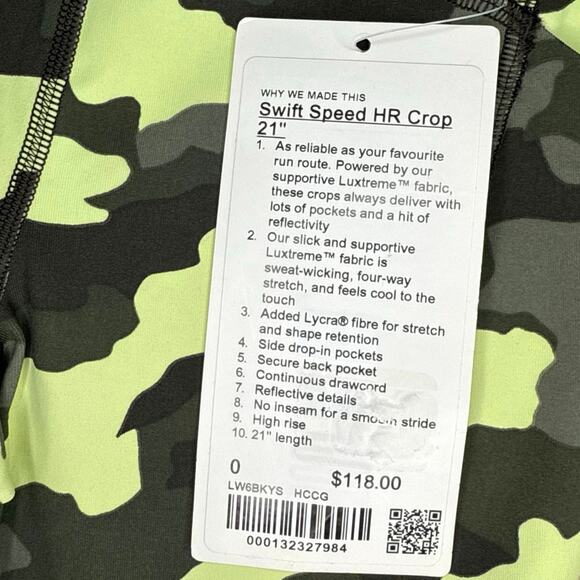 WHY WE MADE THIS
Swift Speed HR Crop
21"
1. As reliable as your favourite
run route. Powered by our
supportive Luxtreme™ fabric,
these crops always deliver with
lots of pockets and a hit of
reflectivity
2. Our slick and supportive
Luxtreme™ fabric is
sweat-wicking, four-way
stretch, and feels cool to the
touch
3. Added Lycra® fibre for stretch
and shape retention
4. Side drop-in pockets
5. Secure back pocket
6. Continuous drawcord
7. Reflective details
8. No inseam for a smooth stride
9. High rise
10. 21" length
0
$118.00
LW6BKYS HCCG
000132327984